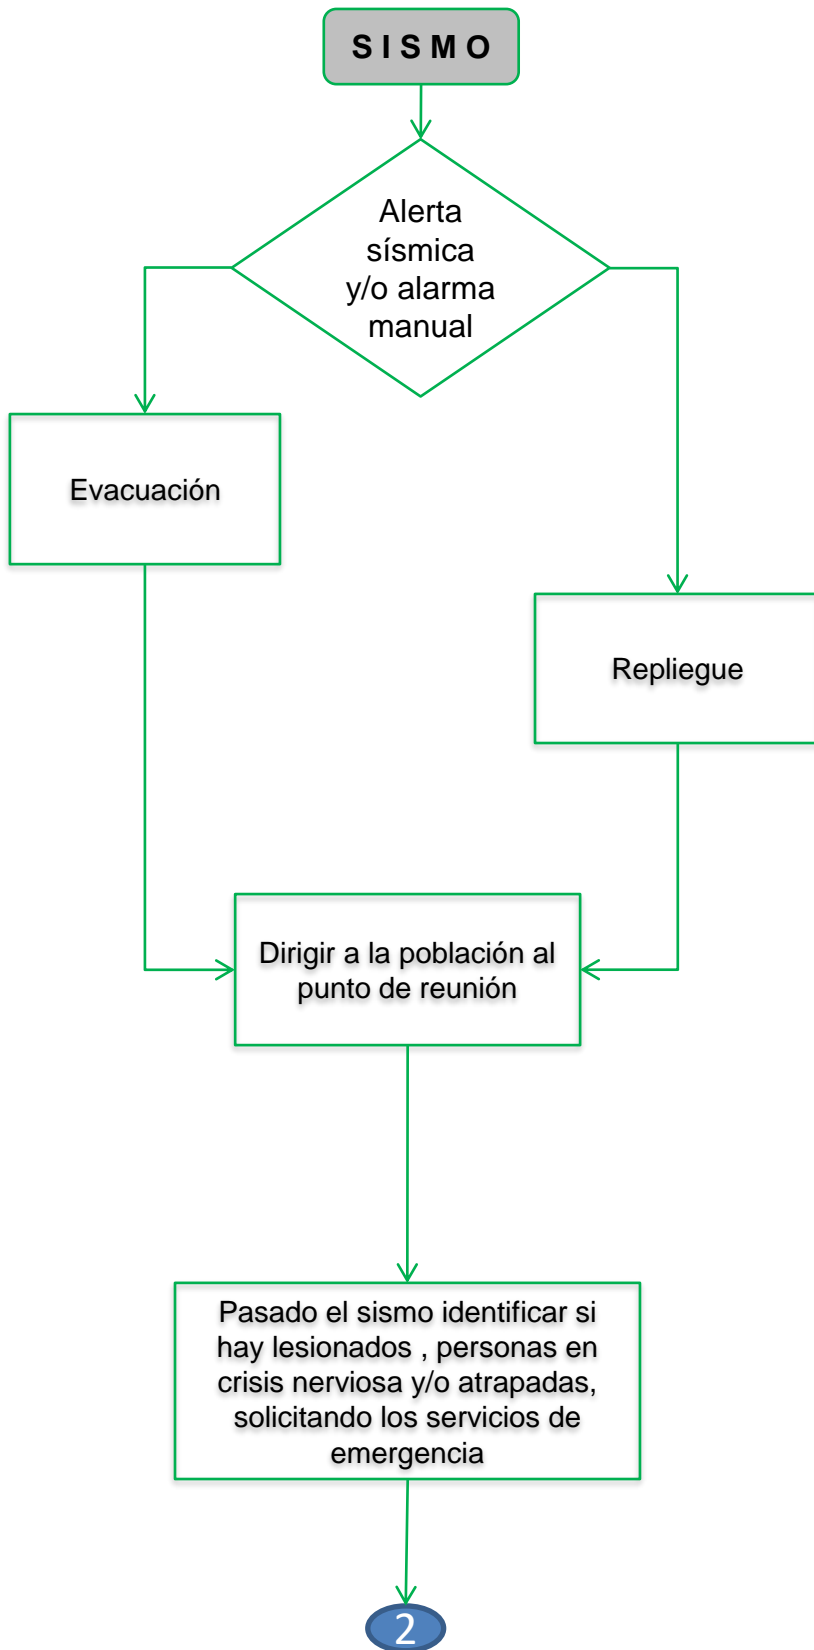 S I S M O
Alerta
sísmica
y/o alarma
manual
Evacuación
Repliegue
Dirigir a la población al
punto de reunión
Pasado el sismo identificar si
hay lesionados , personas en
crisis nerviosa y/o atrapadas,
solicitando los servicios de
emergencia
2